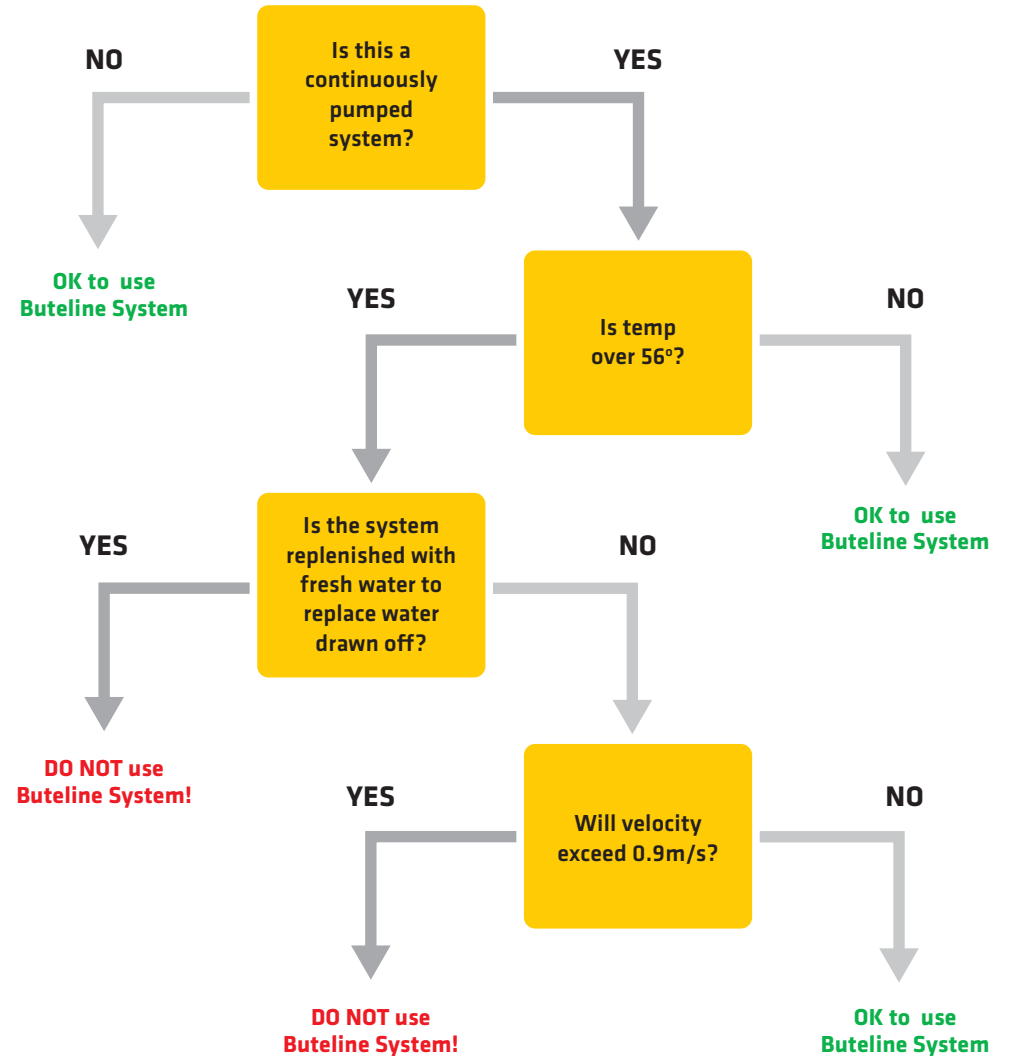 NO
Is this a
continuously
pumped
system?
YES
OK to use
Buteline System
YES
Is temp
over 56º?
NO
OK to use
Buteline System
YES
Is the system
replenished with
fresh water to
replace water
drawn off?
NO
DO NOT use
Buteline System!
YES
Will velocity
exceed 0.9m/s?
NO
DO NOT use
Buteline System!
OK to use
Buteline System